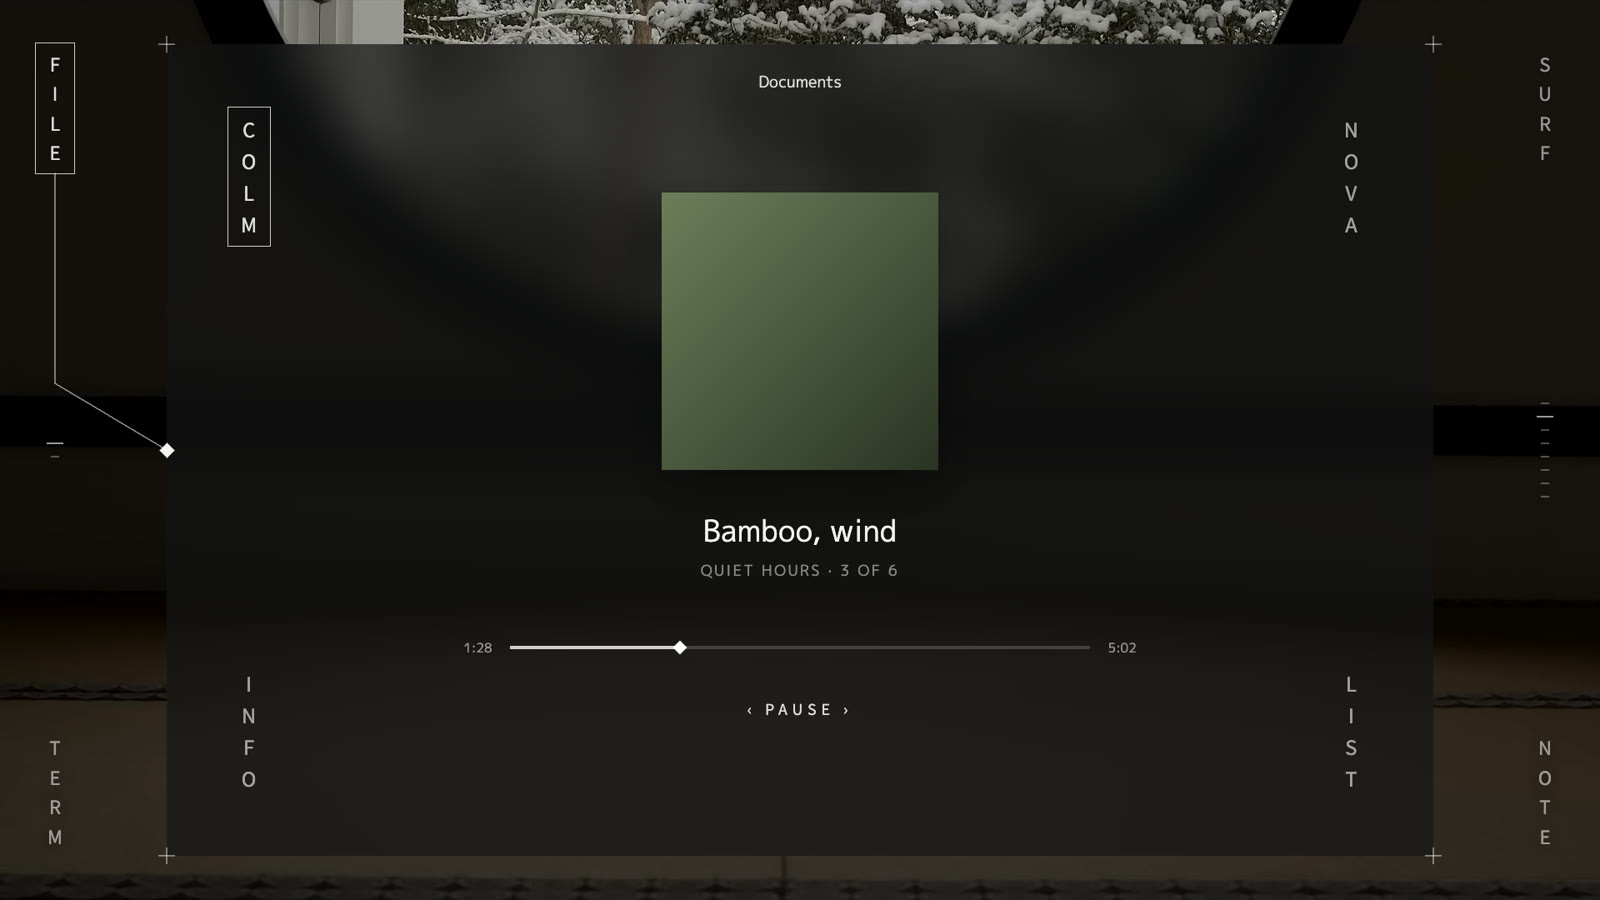 FILE
SURF
Documents
COLM
NOVA
Bamboo, wind
QUIET HOURS · 3 OF 6
1:28
5:02
‹ PAUSE ›
INFO
LIST
TERM
NOTE